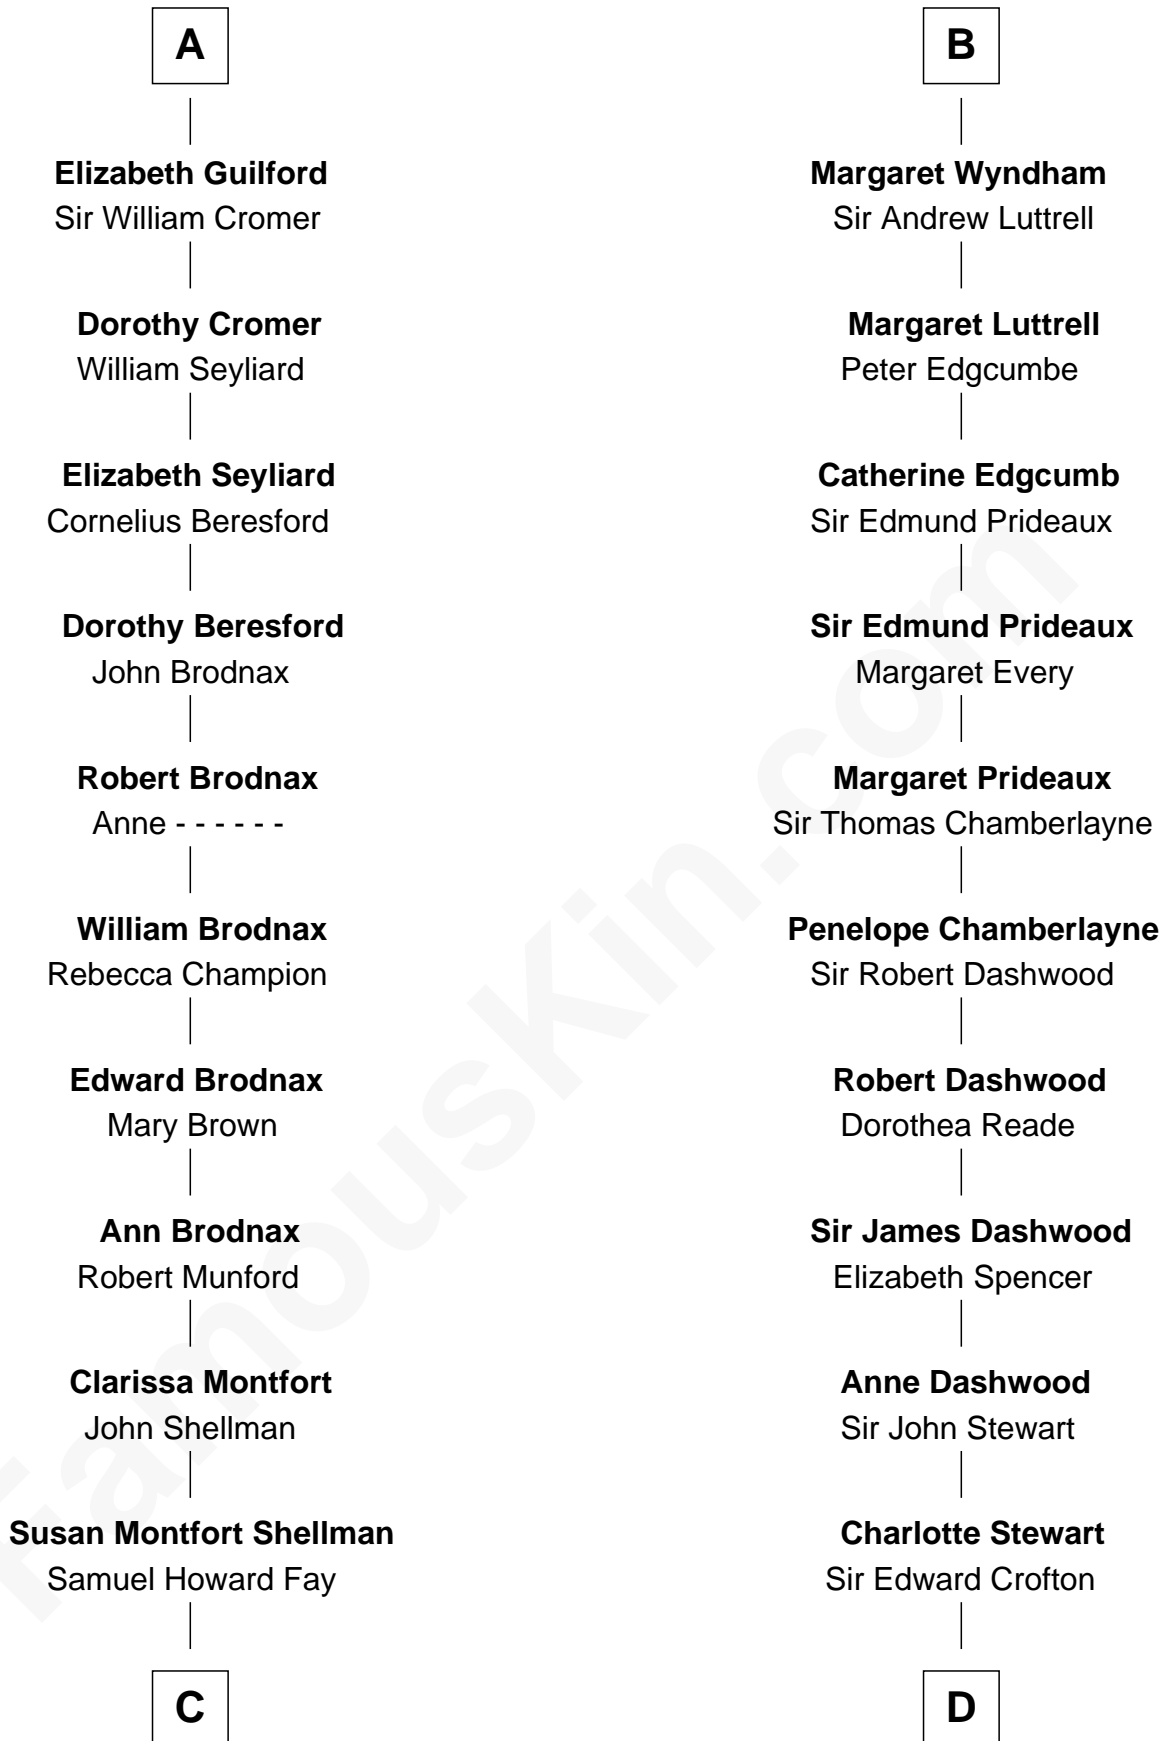 A
Elizabeth Guilford
Sir William Cromer
Dorothy Cromer
William Seyliard
Elizabeth Seyliard
Cornelius Beresford
Dorothy Beresford
John Brodnax
Robert Brodnax
Anne - - - - - -
William Brodnax
Rebecca Champion
Edward Brodnax
Mary Brown
Ann Brodnax
Robert Munford
Clarissa Montfort
John Shellman
Susan Montfort Shellman
Samuel Howard Fay
C
B
Margaret Wyndham
Sir Andrew Luttrell
Margaret Luttrell
Peter Edgcumbe
Catherine Edgcumb
Sir Edmund Prideaux
Sir Edmund Prideaux
Margaret Every
Margaret Prideaux
Sir Thomas Chamberlayne
Penelope Chamberlayne
Sir Robert Dashwood
Robert Dashwood
Dorothea Reade
Sir James Dashwood
Elizabeth Spencer
Anne Dashwood
Sir John Stewart
Charlotte Stewart
Sir Edward Crofton
D
FamousKin.com